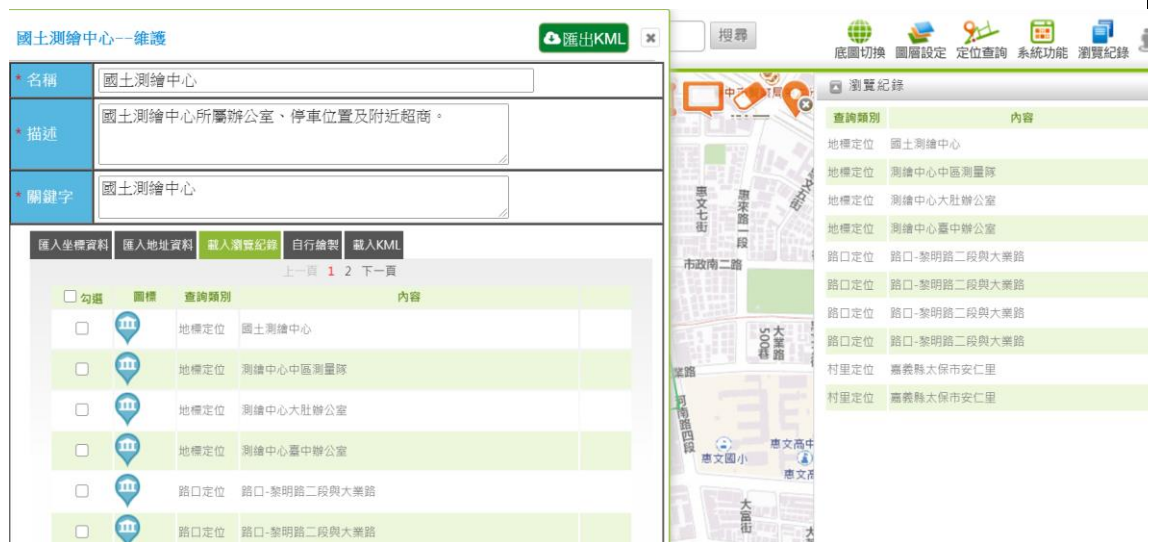 國土測繪中心--維護
匯出KML
* 名稱
國土測繪中心
* 描述
國土測繪中心所屬辦公室、停車位置及附近超商。
* 關鍵字
國土測繪中心
匯入坐標資料 匯入地址資料 載入瀏覽紀錄 自行繪製 載入KML
上一頁 1 2 下一頁
勾選 圖標 查詢類別 內容
地標定位 國土測繪中心
地標定位 測繪中心中區測量隊
地標定位 測繪中心大肚辦公室
地標定位 測繪中心臺中辦公室
路口定位 路口-黎明路二段與大業路
路口定位 路口-黎明路二段與大業路
搜尋
底圖切換 圖層設定 定位查詢 系統功能 瀏覽紀錄
惠文七街
惠來路一段
市政南二路
大業路500巷
業路
河南路四段
惠文國小
惠文高中
大富街
瀏覽紀錄
查詢類別 內容
地標定位 國土測繪中心
地標定位 測繪中心中區測量隊
地標定位 測繪中心大肚辦公室
地標定位 測繪中心臺中辦公室
路口定位 路口-黎明路二段與大業路
路口定位 路口-黎明路二段與大業路
路口定位 路口-黎明路二段與大業路
路口定位 路口-黎明路二段與大業路
村里定位 嘉義縣太保市安仁里
村里定位 嘉義縣太保市安仁里